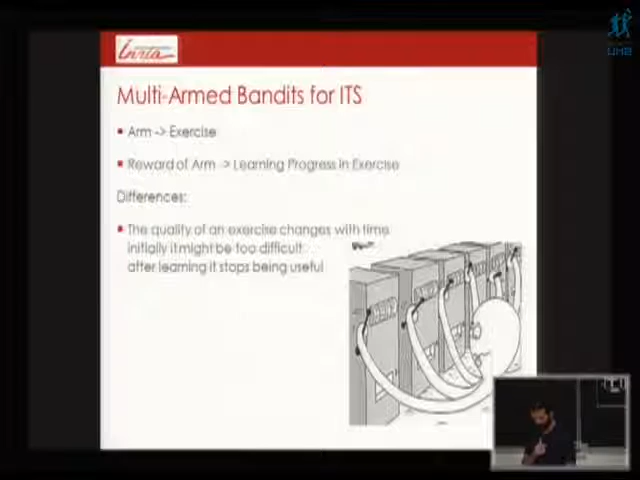 Inria
UMB
Multi-Armed Bandits for ITS
▪ Arm -> Exercise
▪ Reward of Arm -> Learning Progress in Exercise
Differences:
▪ The quality of an exercise changes with time
initially it might be too difficult
after learning it stops being useful